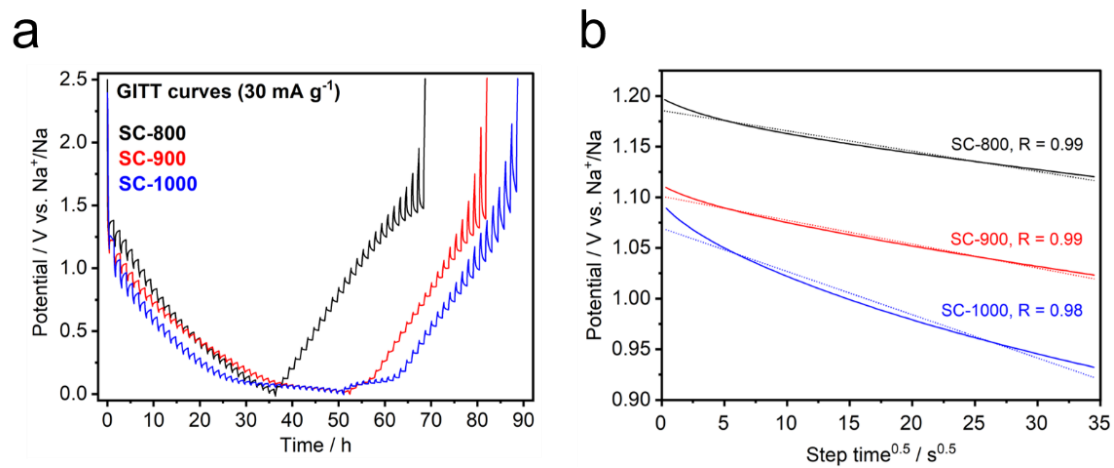 a
GITT curves (30 mA g⁻¹)
SC-800
SC-900
SC-1000
2.5
2.0
1.5
1.0
0.5
0.0
Potential / V vs. Na⁺/Na
0 10 20 30 40 50 60 70 80 90
Time / h
b
SC-800, R = 0.99
SC-900, R = 0.99
SC-1000, R = 0.98
1.20
1.15
1.10
1.05
1.00
0.95
0.90
Potential / V vs. Na⁺/Na
0 5 10 15 20 25 30 35
Step time⁰·⁵ / s⁰·⁵